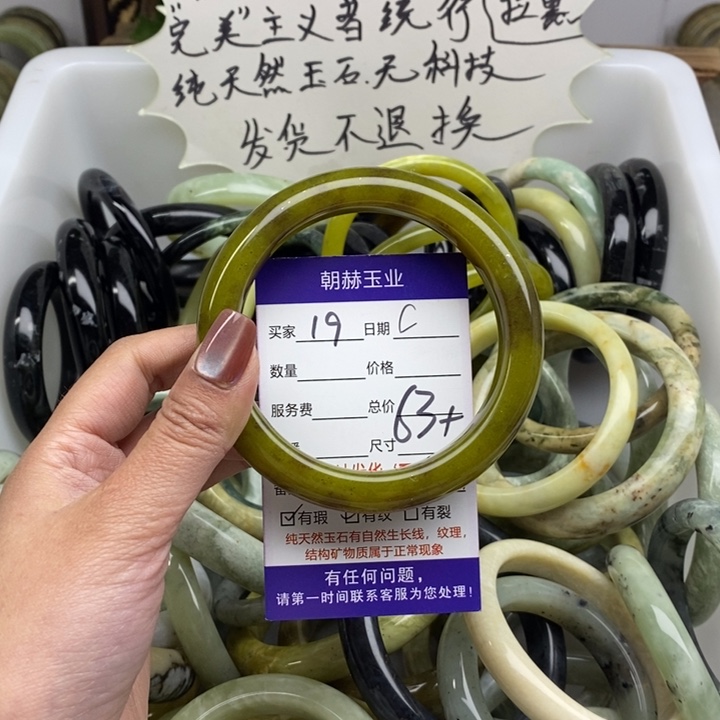 "完美"主义者绕行 拉黑
纯天然玉石.无科技
发货不退换
朝赫玉业
买家 19 日期 C
数量 价格
服务费 总价
63+
尺寸
有瑕 有纹 有裂
纯天然玉石有自然生长线，纹理，
结构矿物质属于正常现象
有任何问题，
请第一时间联系客服为您处理！